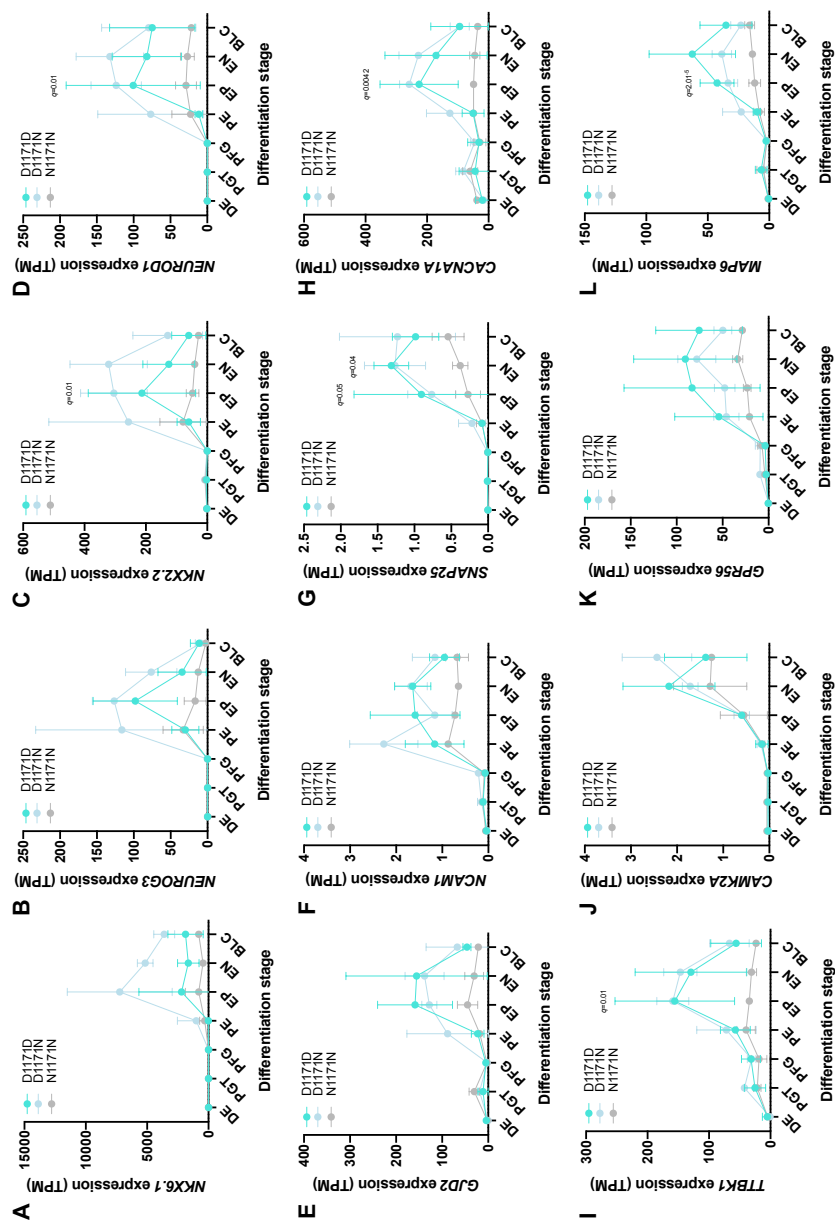 A
NKX6.1 expression (TPM)
15000
10000
5000
0
D1171D
D1171N
N1171N
DE PGT PFG PE EP EN BLC
Differentiation stage
B
NEUROG3 expression (TPM)
250
200
150
100
50
0
D1171D
D1171N
N1171N
DE PGT PFG PE EP EN BLC
Differentiation stage
C
NKX2.2 expression (TPM)
600
400
200
0
D1171D
D1171N
N1171N
q=0.01
DE PGT PFG PE EP EN BLC
Differentiation stage
D
NEUROD1 expression (TPM)
250
200
150
100
50
0
D1171D
D1171N
N1171N
q=0.01
DE PGT PFG PE EP EN BLC
Differentiation stage
E
GJD2 expression (TPM)
400
300
200
100
0
D1171D
D1171N
N1171N
DE PGT PFG PE EP EN BLC
Differentiation stage
F
NCAM1 expression (TPM)
4
3
2
1
0
D1171D
D1171N
N1171N
DE PGT PFG PE EP EN BLC
Differentiation stage
G
SNAP25 expression (TPM)
2.5
2.0
1.5
1.0
0.5
0.0
D1171D
D1171N
N1171N
q=0.05
q=0.04
DE PGT PFG PE EP EN BLC
Differentiation stage
H
CACNA1A expression (TPM)
600
400
200
0
D1171D
D1171N
N1171N
q=0.0042
DE PGT PFG PE EP EN BLC
Differentiation stage
I
TTBK1 expression (TPM)
300
200
100
0
D1171D
D1171N
N1171N
q=0.01
DE PGT PFG PE EP EN BLC
Differentiation stage
J
CAMK2A expression (TPM)
4
3
2
1
0
D1171D
D1171N
N1171N
DE PGT PFG PE EP EN BLC
Differentiation stage
K
GPR56 expression (TPM)
200
150
100
50
0
D1171D
D1171N
N1171N
DE PGT PFG PE EP EN BLC
Differentiation stage
L
MAP6 expression (TPM)
150
100
50
0
D1171D
D1171N
N1171N
q=2.01⁻⁵
DE PGT PFG PE EP EN BLC
Differentiation stage